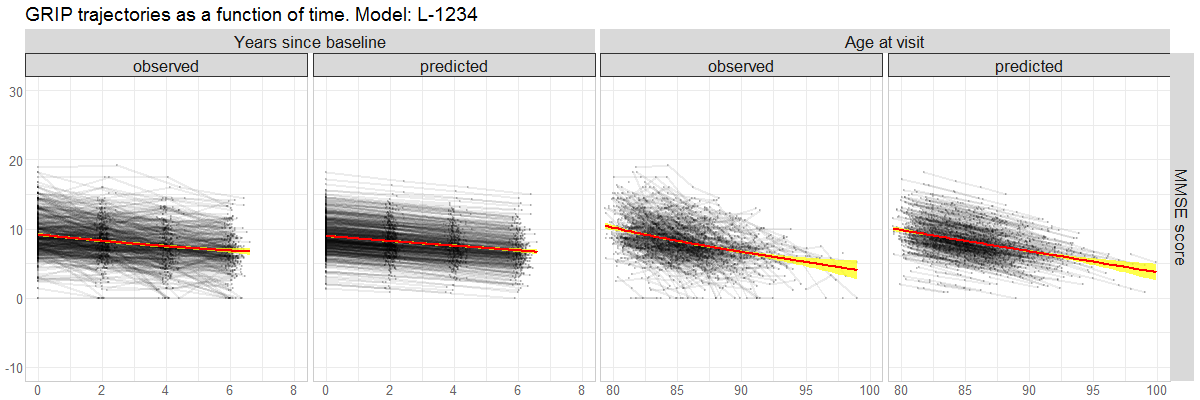 GRIP trajectories as a function of time. Model: L-1234
Years since baseline
Age at visit
observed
predicted
observed
predicted
30
20
10
0
-10
MMSE score
0 2 4 6 8
0 2 4 6 8
80 85 90 95 100
80 85 90 95 100